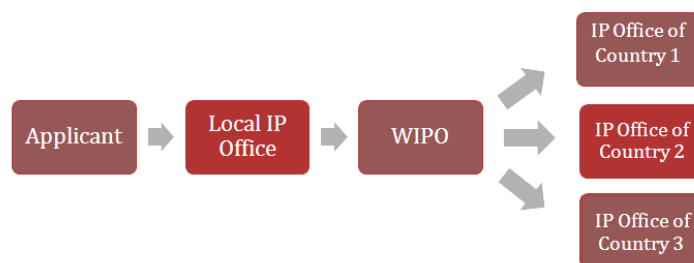 Applicant
Local IP
Office
WIPO
IP Office of
Country 1
IP Office of
Country 2
IP Office of
Country 3